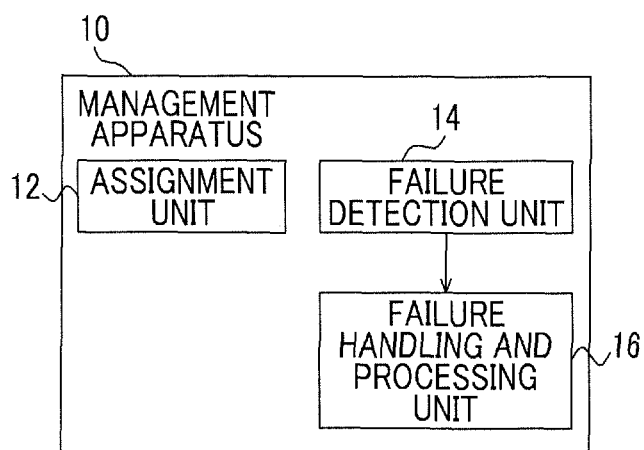 10
MANAGEMENT
APPARATUS
14
12
ASSIGNMENT
UNIT
FAILURE
DETECTION UNIT
FAILURE
HANDLING AND
PROCESSING
UNIT
16